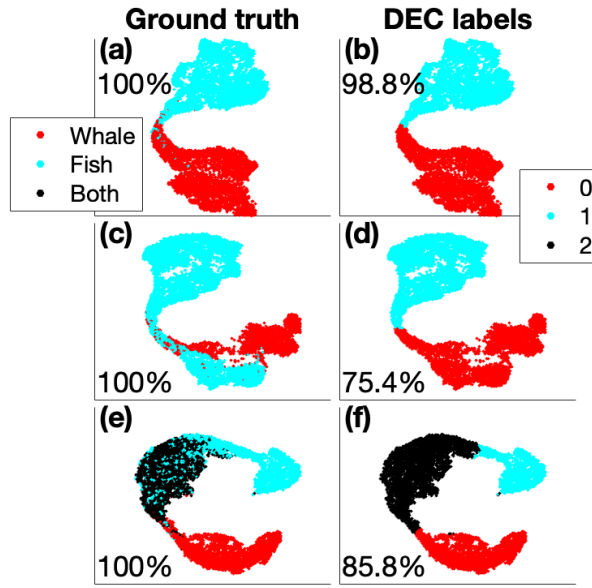 Ground truth DEC labels
(a) (b)
100% 98.8%
Whale
Fish
Both
0
1
2
(c) (d)
100% 75.4%
(e) (f)
100% 85.8%